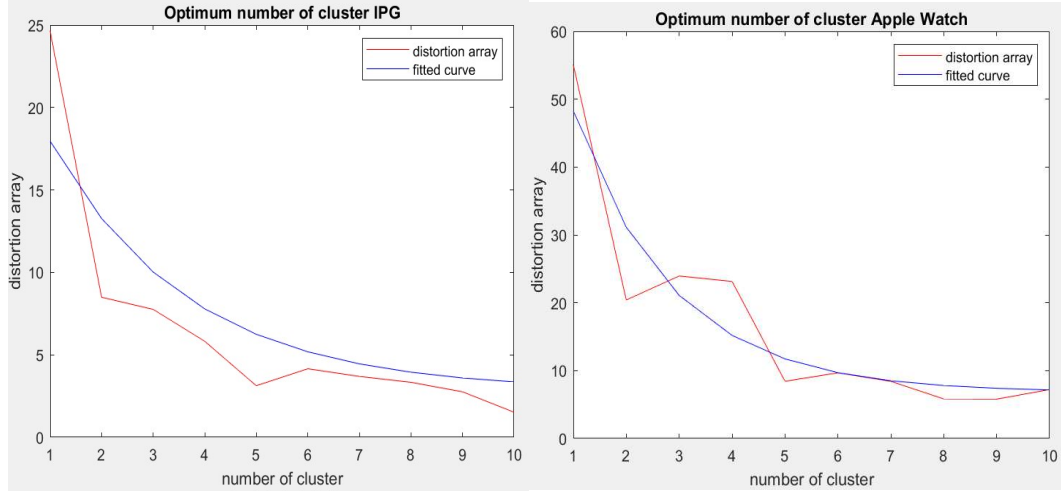 Optimum number of cluster IPG
25
20
15
10
5
0
distortion array
distortion array
fitted curve
1 2 3 4 5 6 7 8 9 10
number of cluster
Optimum number of cluster Apple Watch
60
50
40
30
20
10
0
distortion array
distortion array
fitted curve
1 2 3 4 5 6 7 8 9 10
number of cluster